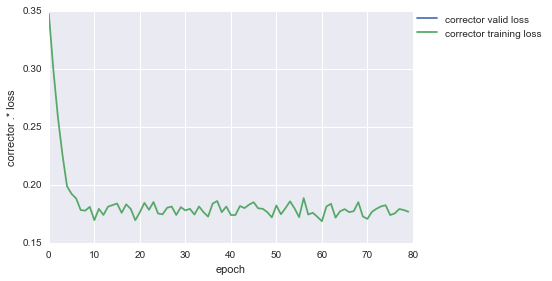 0.35
0.30
0.25
0.20
0.15
corrector .* loss
0 10 20 30 40 50 60 70 80
epoch
corrector valid loss
corrector training loss